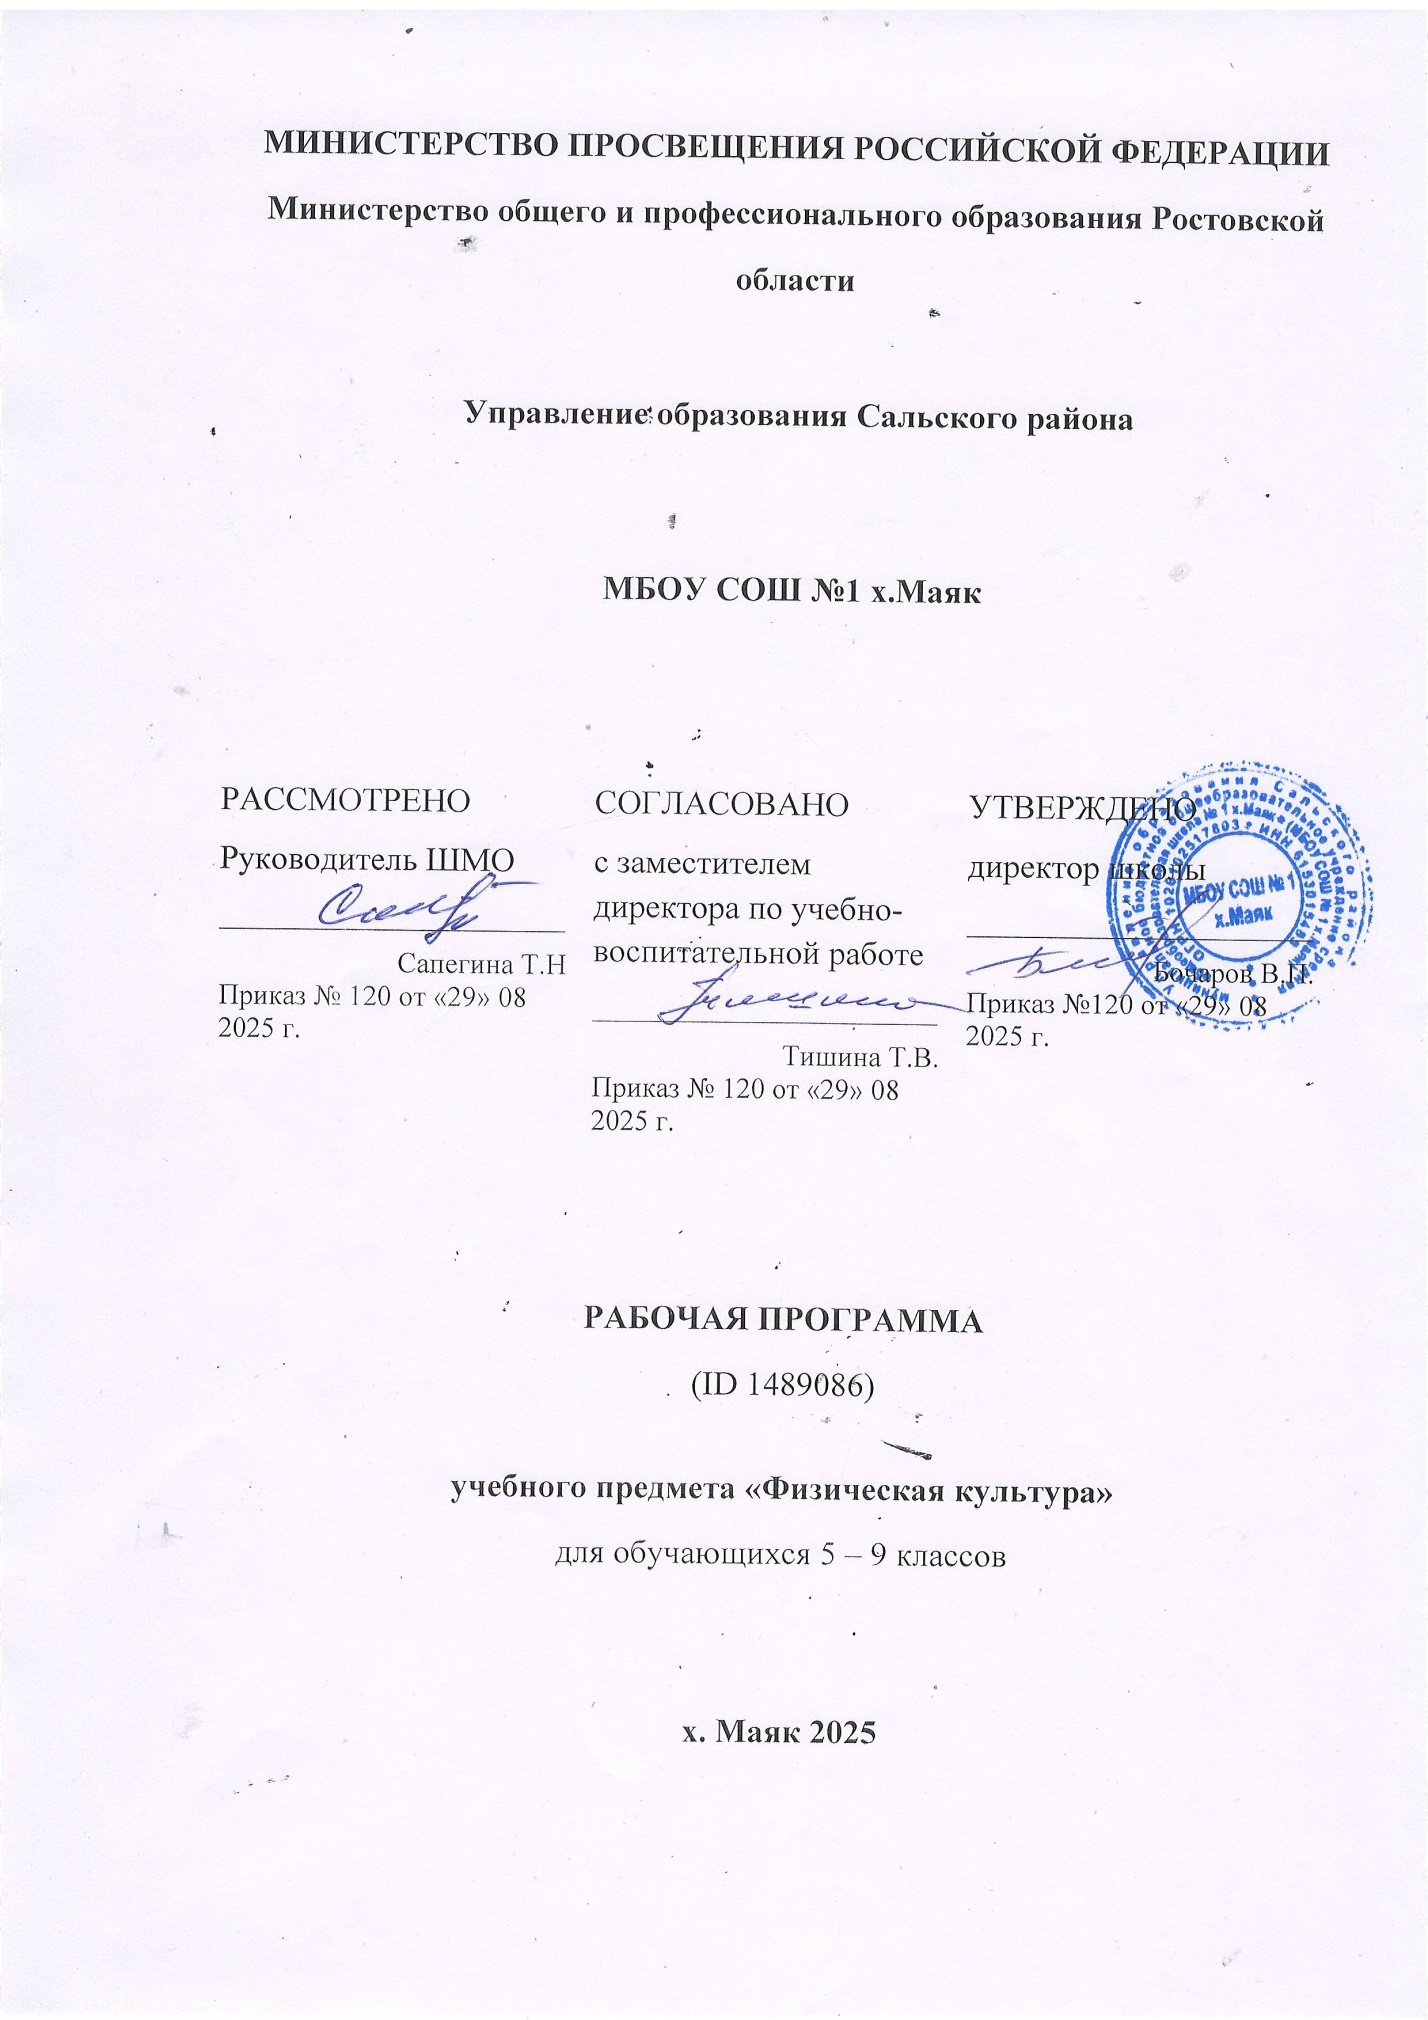 МИНИСТЕРСТВО ПРОСВЕЩЕНИЯ РОССИЙСКОЙ ФЕДЕРАЦИИ
Министерство общего и профессионального образования Ростовской
области
Управление образования Сальского района
МБОУ СОШ №1 х.Маяк
РАССМОТРЕНО
Руководитель ШМО
Сапегина Т.Н
Приказ № 120 от «29» 08
2025 г.
СОГЛАСОВАНО
с заместителем
директора по учебно-
воспитательной работе
Тишина Т.В.
Приказ № 120 от «29» 08
2025 г.
УТВЕРЖДЕНО
директор школы
Бочаров В.П.
Приказ №120 от «29» 08
2025 г.
МБОУ СОШ № 1
х.Маяк
РАБОЧАЯ ПРОГРАММА
(ID 1489086)
учебного предмета «Физическая культура»
для обучающихся 5 – 9 классов
х. Маяк 2025